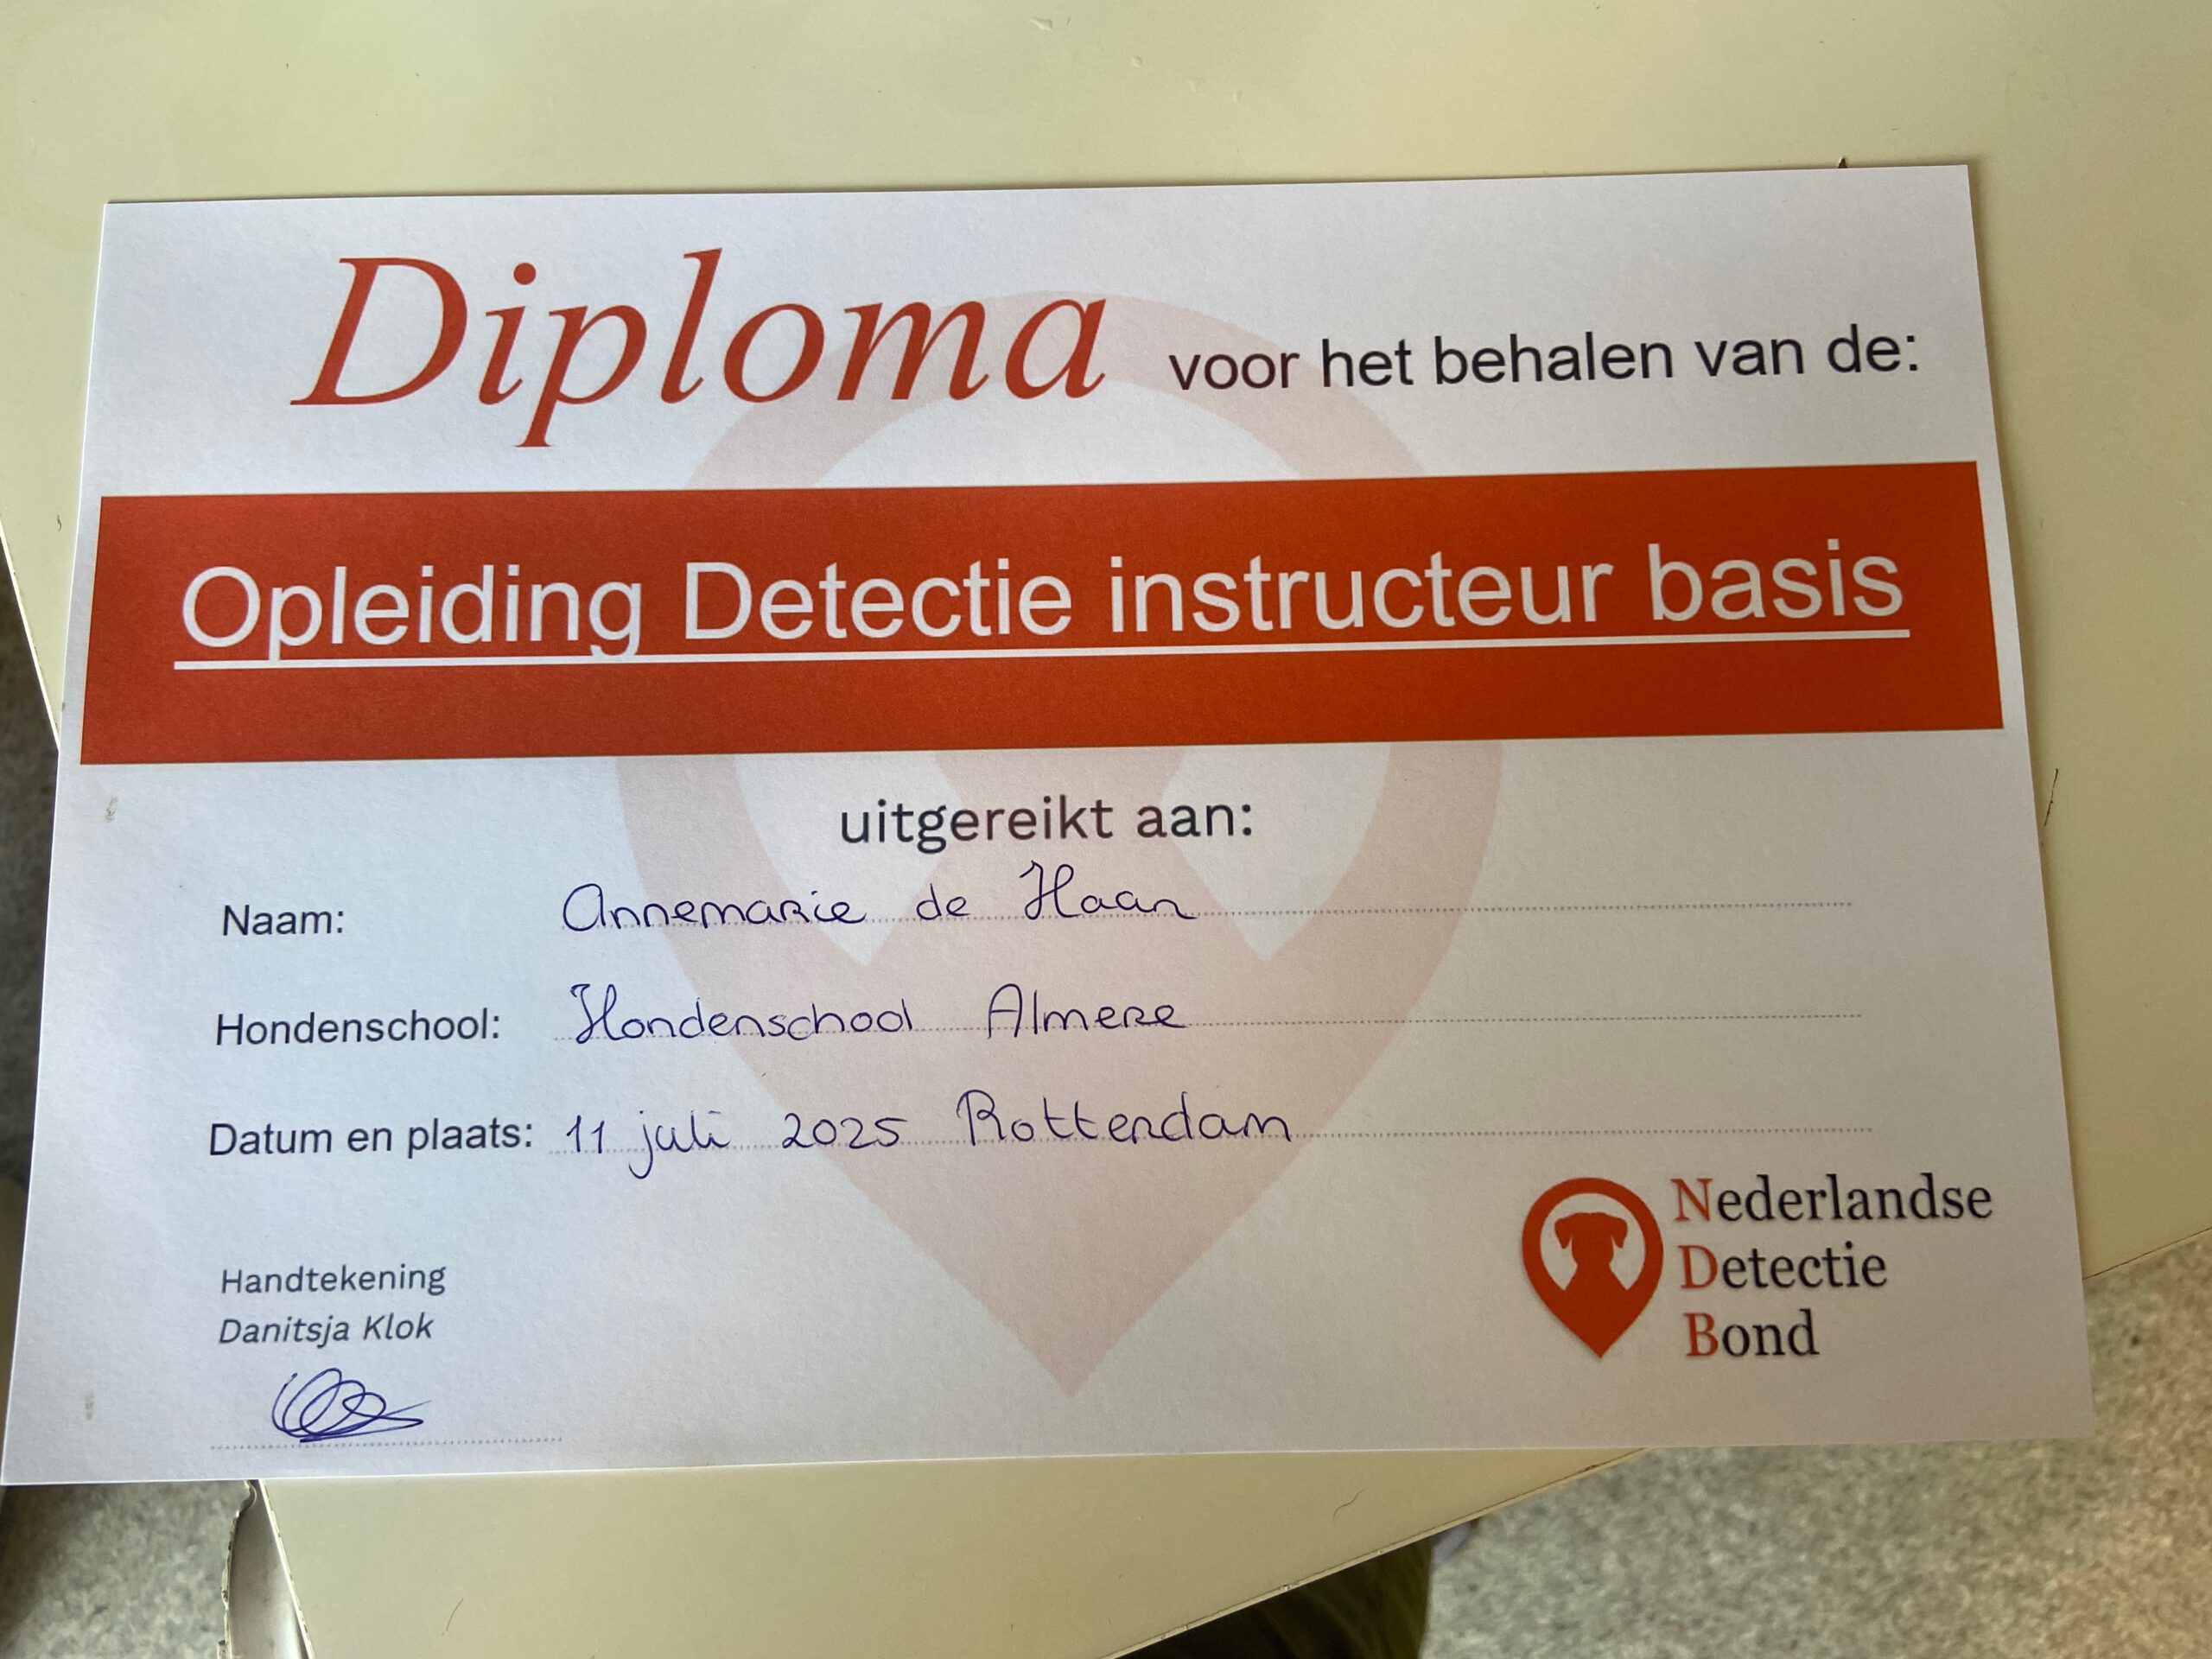 Diploma voor het behalen van de:
Opleiding Detectie instructeur basis
uitgereikt aan:
Naam: Annemarie de Haan
Hondenschool: Hondenschool Almere
Datum en plaats: 11 juli 2025 Rotterdam
Handtekening
Danitsja Klok
Nederlandse
Detectie
Bond